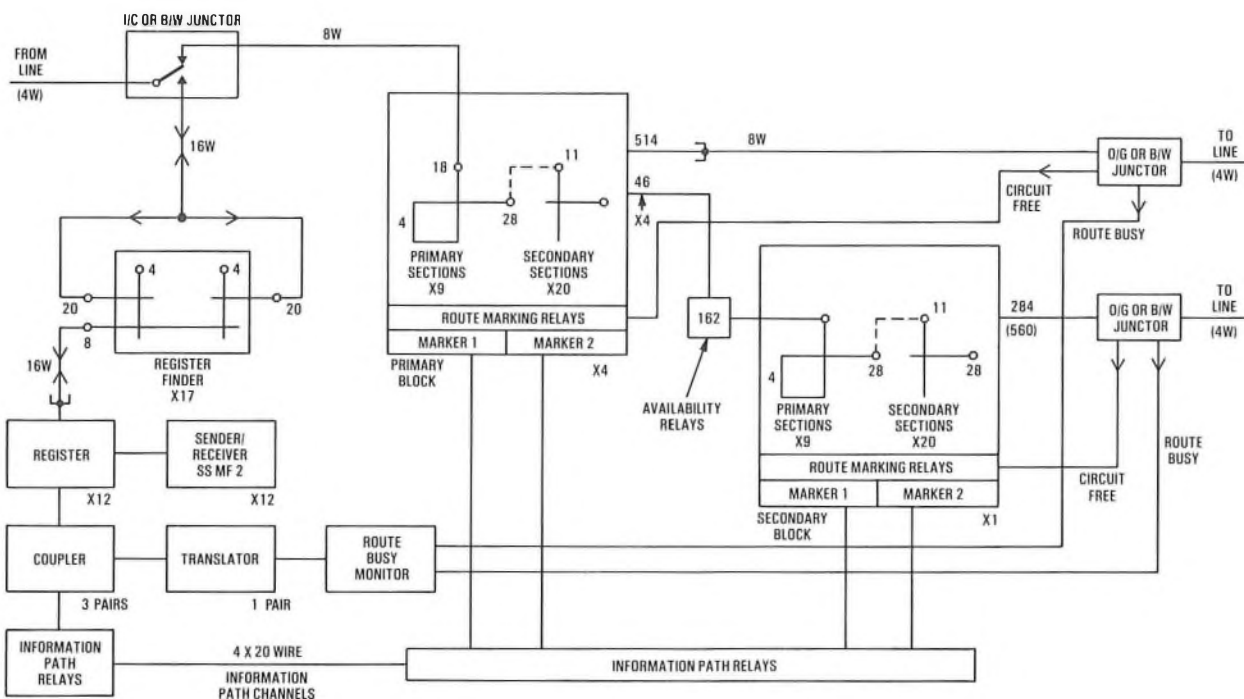 I/C OR B/W JUNCTOR
FROM
LINE
(4W)
8W
16W
4
4
20
20
8
REGISTER
FINDER
X17
16W
REGISTER
X12
SENDER/
RECEIVER
SS MF 2
X12
COUPLER
3 PAIRS
TRANSLATOR
1 PAIR
ROUTE
BUSY
MONITOR
INFORMATION
PATH
RELAYS
4 X 20 WIRE
INFORMATION
PATH CHANNELS
INFORMATION PATH RELAYS
18
11
4
28
PRIMARY
SECTIONS
X9
SECONDARY
SECTIONS
X20
ROUTE MARKING RELAYS
MARKER 1
MARKER 2
PRIMARY
BLOCK
X4
514
8W
46
X4
162
AVAILABILITY
RELAYS
11
4
28
28
PRIMARY
SECTIONS
X9
SECONDARY
SECTIONS
X20
ROUTE MARKING RELAYS
MARKER 1
MARKER 2
SECONDARY
BLOCK
X1
284
(560)
O/G OR B/W
JUNCTOR
TO
LINE
(4W)
CIRCUIT
FREE
ROUTE BUSY
O/G OR B/W
JUNCTOR
TO
LINE
(4W)
CIRCUIT
FREE
ROUTE
BUSY